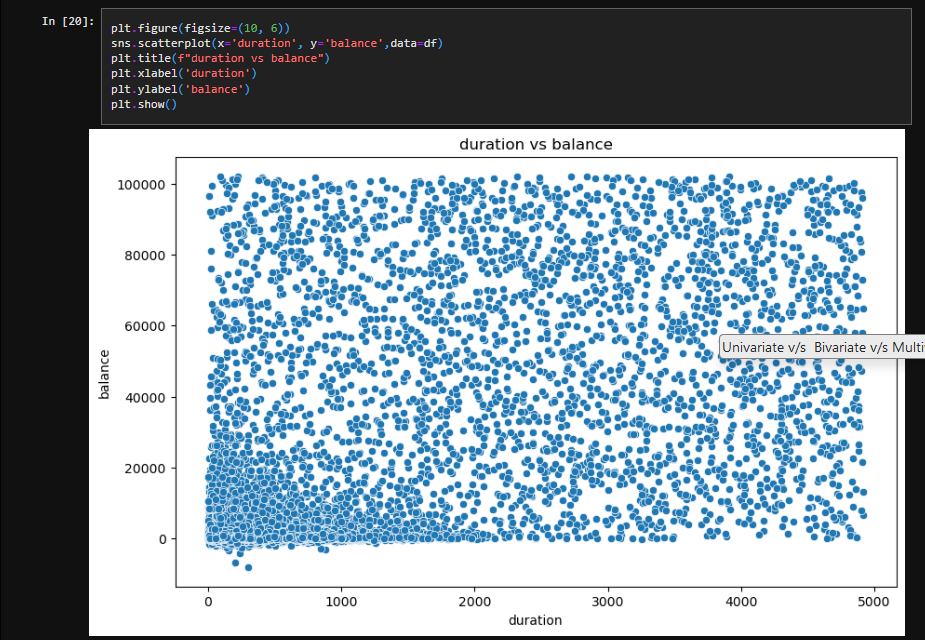 In [20]:
plt.figure(figsize=(10, 6))
sns.scatterplot(x='duration', y='balance',data=df)
plt.title(f"duration vs balance")
plt.xlabel('duration')
plt.ylabel('balance')
plt.show()
duration vs balance
100000
80000
60000
40000
20000
0
balance
Univariate v/s Bivariate v/s
0 1000 2000 3000 4000 5000
duration